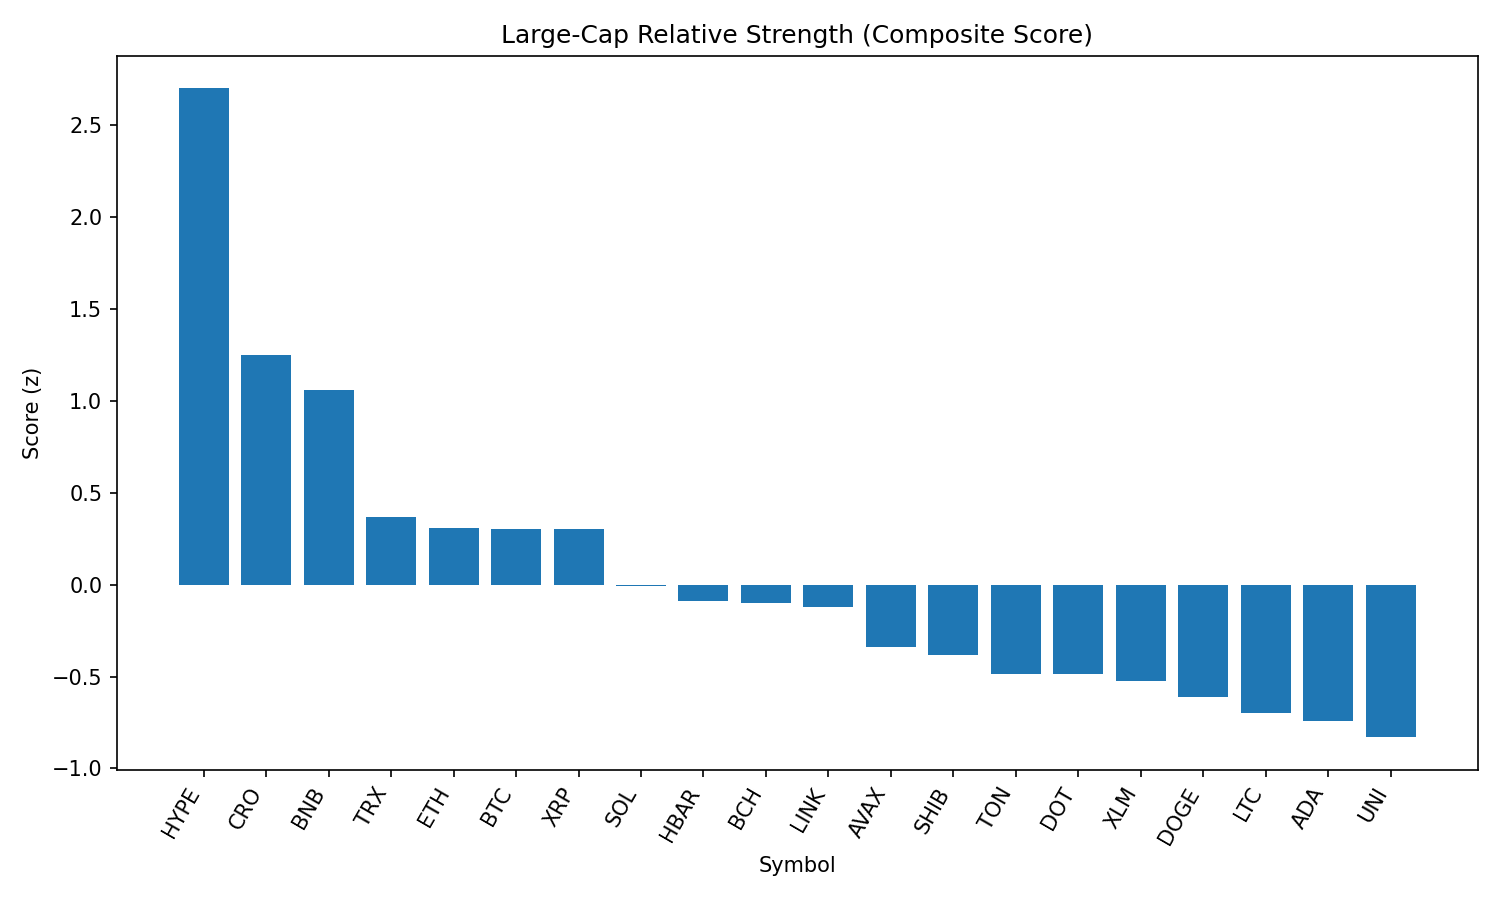 Large-Cap Relative Strength (Composite Score)
2.5
2.0
1.5
1.0
0.5
0.0
−0.5
−1.0
Score (z)
HYPE
CRO
BNB
TRX
ETH
BTC
XRP
SOL
HBAR
BCH
LINK
AVAX
SHIB
TON
DOT
XLM
DOGE
LTC
ADA
UNI
Symbol